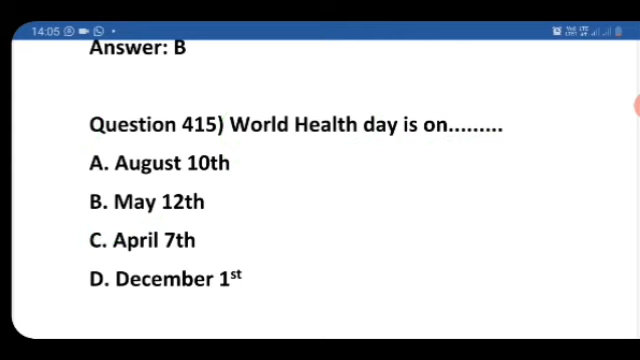 14:05
Answer: B
Question 415) World Health day is on.........
A. August 10th
B. May 12th
C. April 7th
D. December 1st